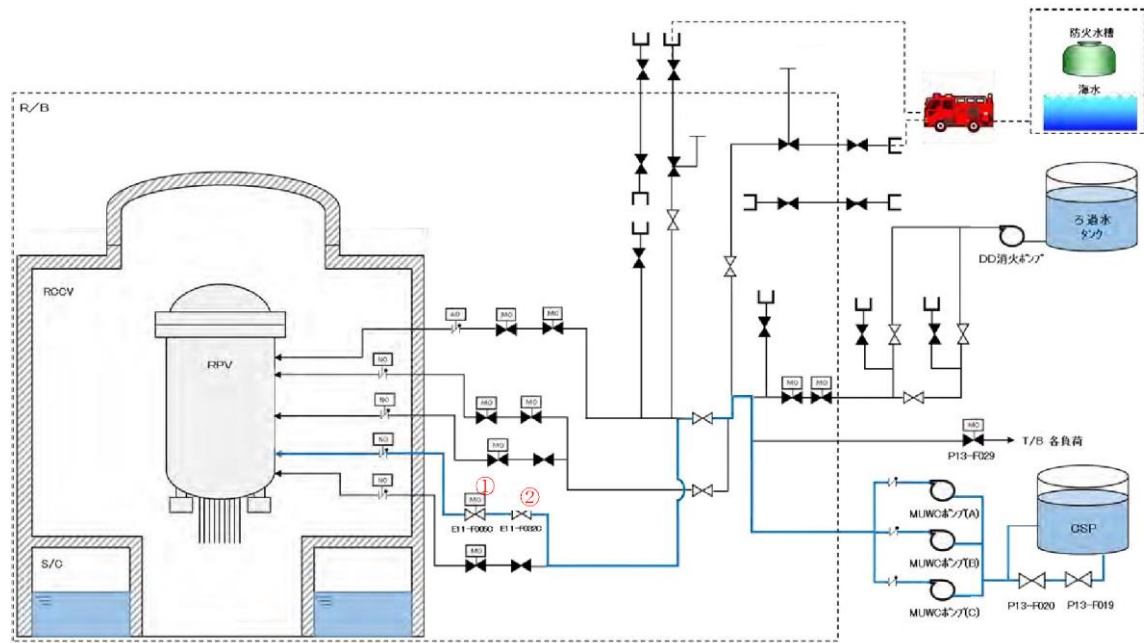 防火水槽
海水
R/B
ろ過水
タンク
DD消火ポンプ
RCCV
RPV
AO
MO
MO
NO
MO
MO
NO
MO
NO
MO
MO
NO
①
②
MO
E11-F005C
E11-F032C
MO
MO
T/B 各負荷
P13-F029
MUWCポンプ(A)
MUWCポンプ(B)
MUWCポンプ(C)
CSP
P13-F020
P13-F019
S/C